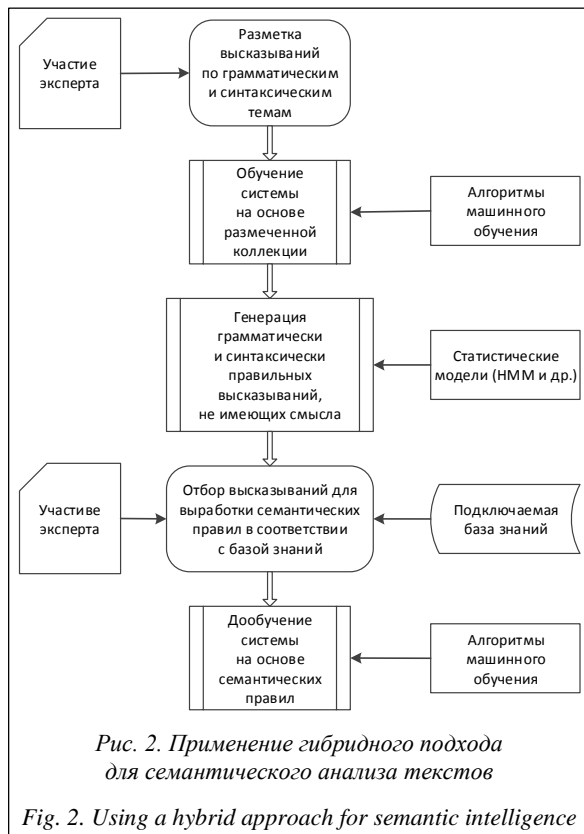 Участие
эксперта
Разметка
высказываний
по грамматическим
и синтаксическим
темам
Обучение
системы
на основе
размеченной
коллекции
Алгоритмы
машинного
обучения
Генерация
грамматически
и синтаксически
правильных
высказываний,
не имеющих смысла
Статистические
модели (HMM и др.)
Участиве
эксперта
Отбор высказываний для
выработки семантических
правил в соответствии
с базой знаний
Подключаемая
база знаний
Дообучение
системы
на основе
семантических
правил
Алгоритмы
машинного
обучения
Рис. 2. Применение гибридного подхода
для семантического анализа текстов
Fig. 2. Using a hybrid approach for semantic intelligence